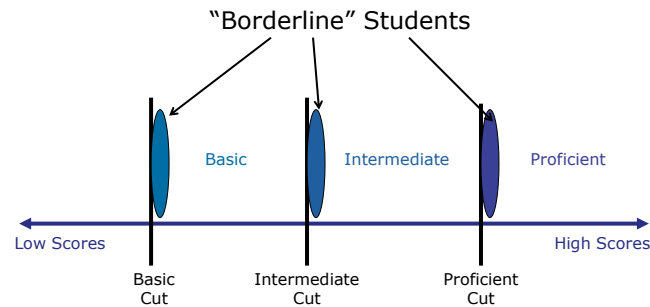 “Borderline” Students
Basic
Intermediate
Proficient
Low Scores
High Scores
Basic
Cut
Intermediate
Cut
Proficient
Cut